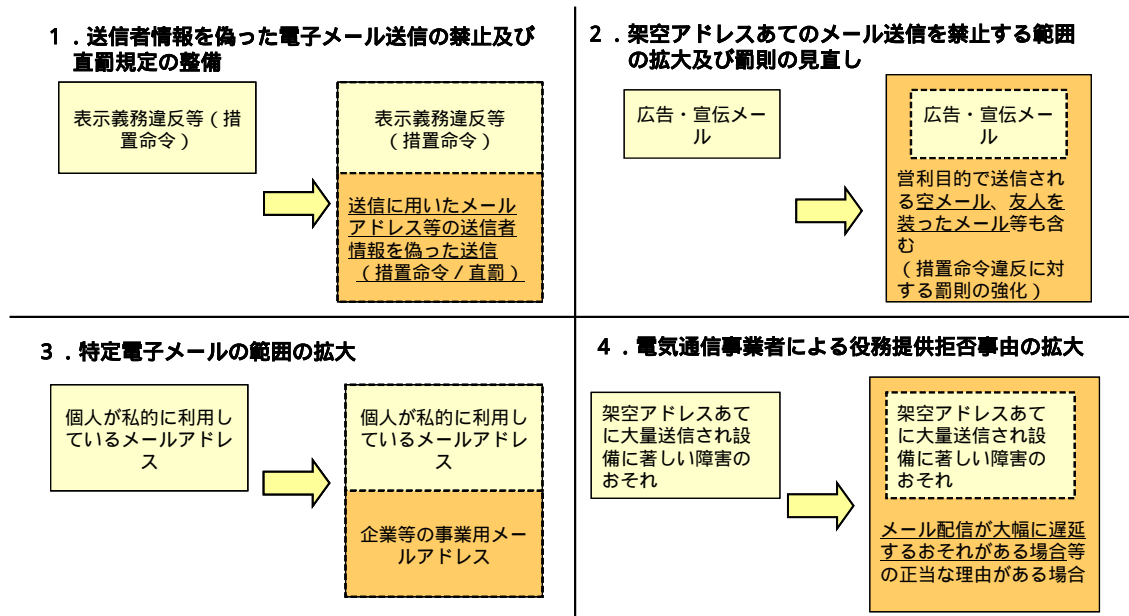 1．送信者情報を偽った電子メール送信の禁止及び
直罰規定の整備
表示義務違反等（措
置命令）
表示義務違反等
（措置命令）
送信に用いたメール
アドレス等の送信者
情報を偽った送信
（措置命令／直罰）
2．架空アドレスあてのメール送信を禁止する範囲
の拡大及び罰則の見直し
広告・宣伝メー
ル
広告・宣伝メー
ル
営利目的で送信され
る空メール、友人を
装ったメール等も含
む
（措置命令違反に対
する罰則の強化）
3．特定電子メールの範囲の拡大
個人が私的に利用し
ているメールアドレ
ス
個人が私的に利用し
ているメールアドレ
ス
企業等の事業用メー
ルアドレス
4．電気通信事業者による役務提供拒否事由の拡大
架空アドレスあて
に大量送信され設
備に著しい障害の
おそれ
架空アドレスあて
に大量送信され設
備に著しい障害の
おそれ
メール配信が大幅に遅延
するおそれがある場合等
の正当な理由がある場合